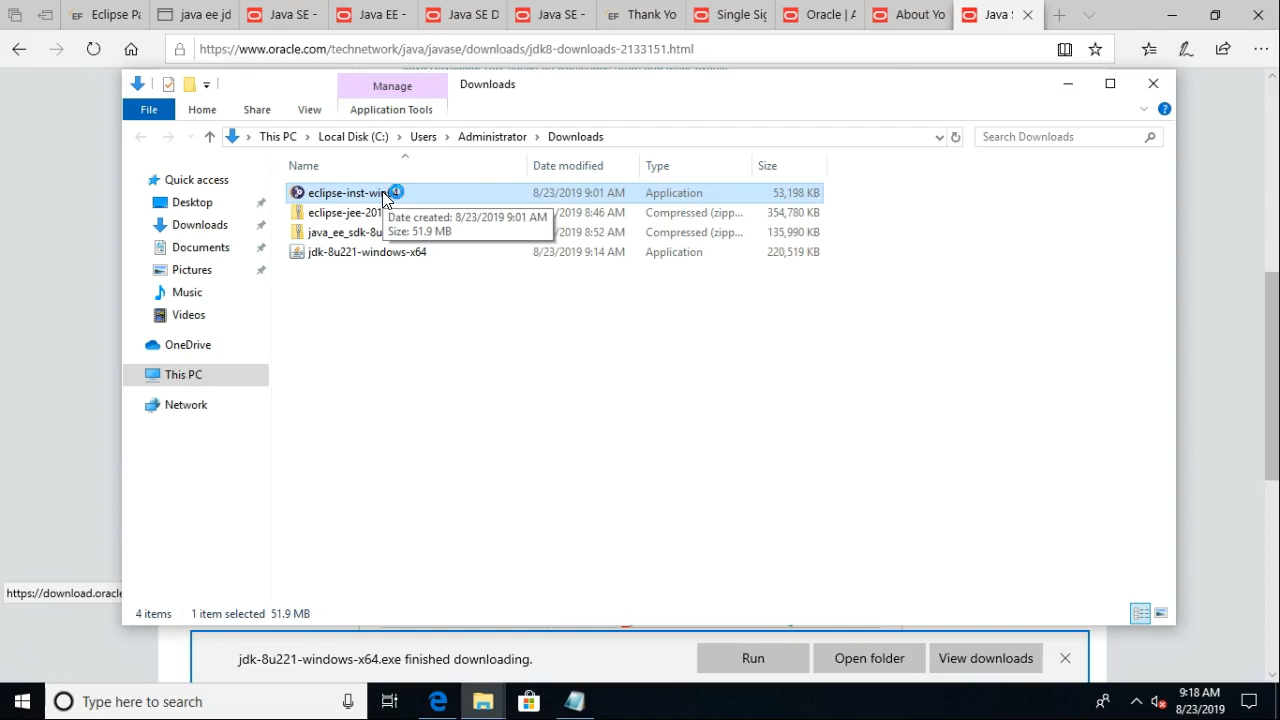 Eclipse Pa
java ee jd
Java SE -
Java EE -
Java SE D
Java SE -
Thank Yo
Single Sig
Oracle | A
About Yo
Java S
https://www.oracle.com/technetwork/java/javase/downloads/jdk8-downloads-2133151.html
Manage
Downloads
File
Home
Share
View
Application Tools
This PC > Local Disk (C:) > Users > Administrator > Downloads
Search Downloads
Name
Date modified
Type
Size
Quick access
Desktop
Downloads
Documents
Pictures
Music
Videos
OneDrive
This PC
Network
eclipse-inst-win64 8/23/2019 9:01 AM Application 53,198 KB
eclipse-jee-201 /2019 8:46 AM Compressed (zipp... 354,780 KB
java_ee_sdk-8u /2019 8:52 AM Compressed (zipp... 135,990 KB
jdk-8u221-windows-x64 8/23/2019 9:14 AM Application 220,519 KB
Date created: 8/23/2019 9:01 AM
Size: 51.9 MB
https://download.oracle
4 items 1 item selected 51.9 MB
jdk-8u221-windows-x64.exe finished downloading.
Run
Open folder
View downloads
Type here to search
9:18 AM
8/23/2019